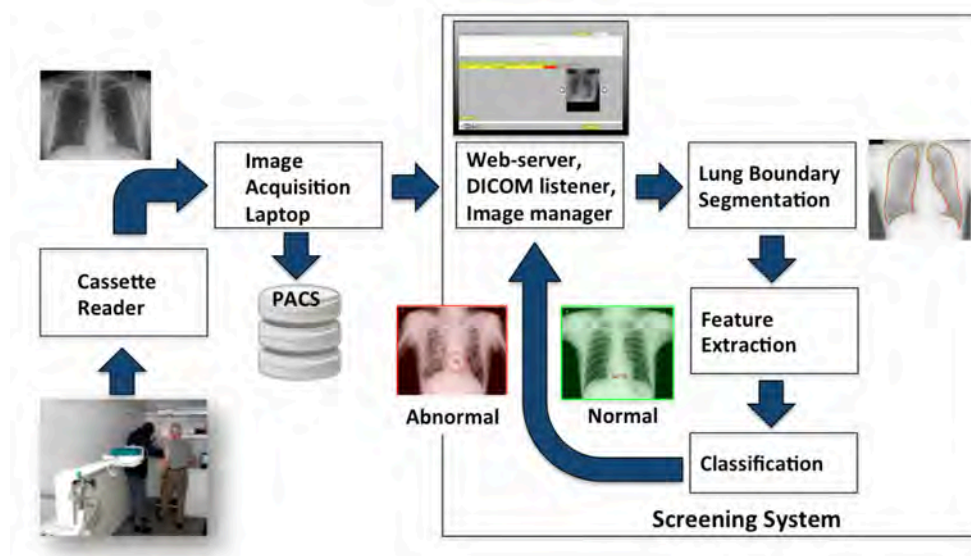 Image
Acquisition
Laptop
Web-server,
DICOM listener,
Image manager
Lung Boundary
Segmentation
Cassette
Reader
PACS
Feature
Extraction
Abnormal
Normal
Classification
Screening System